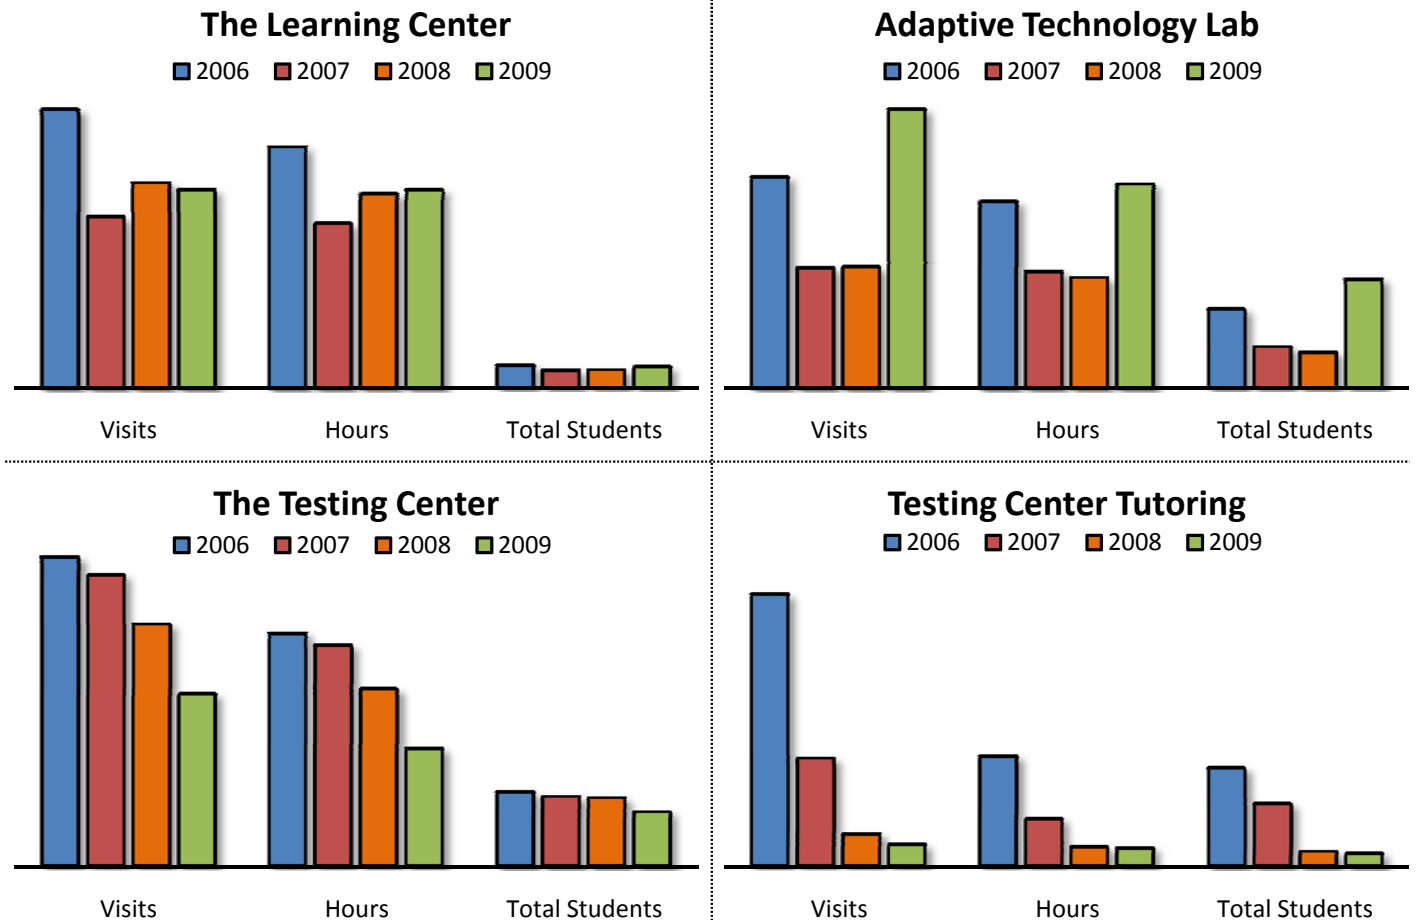 The Learning Center
2006 2007 2008 2009
Visits Hours Total Students
Adaptive Technology Lab
2006 2007 2008 2009
Visits Hours Total Students
The Testing Center
2006 2007 2008 2009
Visits Hours Total Students
Testing Center Tutoring
2006 2007 2008 2009
Visits Hours Total Students